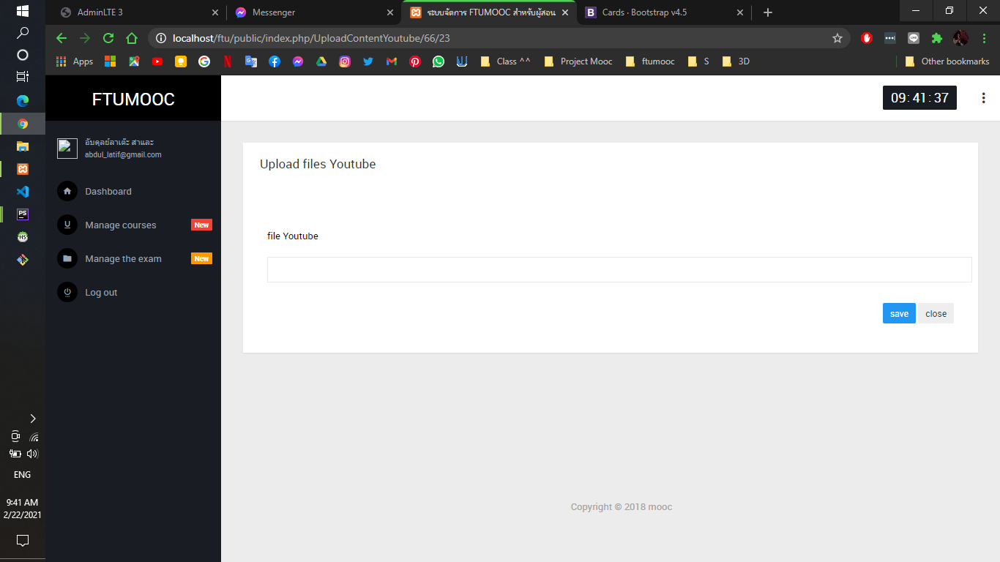 AdminLTE 3
Messenger
ระบบจัดการ FTUMOOC สำหรับผู้สอน
Cards · Bootstrap v4.5
localhost/ftu/public/index.php/UploadContentYoutube/66/23
Apps
Class ^^
Project Mooc
ftumooc
S
3D
Other bookmarks
FTUMOOC
09: 41: 37
อับดุลย์ลาเต๊ะ สาและ
abdul_latif@gmail.com
Dashboard
Manage courses New
Manage the exam New
Log out
Upload files Youtube
file Youtube
save close
Copyright © 2018 mooc
ENG
9:41 AM
2/22/2021